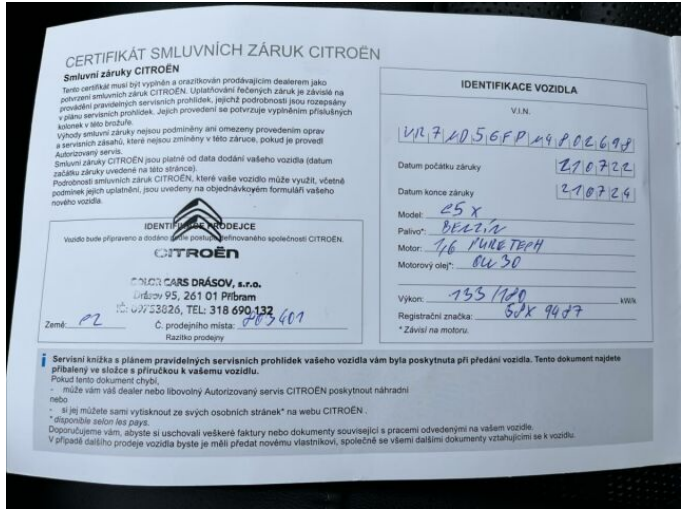 CERTIFIKÁT SMLUVNÍCH ZÁRUK CITROËN
Smluvní záruky CITROËN
Tento certifikát musí být vyplněn a orazítkován prodávajícím dealerem jako
potvrzení smluvních záruk CITROËN. Uplatňování řečených záruk je závislé na
provádění pravidelných servisních prohlídek, jejichž podrobnosti jsou rozepsány
v plánu servisních prohlídek. Jejich provedení se potvrzuje vyplněním příslušných
kolonek v této brožuře.
Výhody smluvní záruky nejsou podmíněny ani omezeny provedením oprav
a servisních zásahů, které nejsou zmíněny v této záruce, pokud je provedl
Autorizovaný servis.
Smluvní záruky CITROËN jsou platné od data dodání vašeho vozidla (datum
začátku záruky uvedené na této stránce).
Podrobnosti smluvních záruk CITROËN, které vaše vozidlo může využít, včetně
podmínek jejich uplatnění, jsou uvedeny na objednávkovém formuláři vašeho
nového vozidla.
IDENTIFIKACE PRODEJCE
Vozidlo bude připraveno a dodáno dle postupu definovaného společností CITROËN.
CITROËN
COLOR CARS DRÁSOV, s.r.o.
Drásov 95, 261 01 Příbram
TEL: 318 690 132
Země: CZ Č. prodejního místa: 803401
Razítko prodejny
IDENTIFIKACE VOZIDLA
V.I.N.
Datum počátku záruky 210722
Datum konce záruky 210724
Model: C5 X
Palivo*: BENZÍN
Motor: 1,6 PURETECH
Motorový olej*: 0W30
Výkon: 133/180 kW/k
Registrační značka: 9487
* Závisí na motoru.
Servisní knížka s plánem pravidelných servisních prohlídek vašeho vozidla vám byla poskytnuta při předání vozidla. Tento dokument najdete
přibalený ve složce s příručkou k vašemu vozidlu.
Pokud tento dokument chybí,
- může vám váš dealer nebo libovolný Autorizovaný servis CITROËN poskytnout náhradní
nebo
- si jej můžete sami vytisknout ze svých osobních stránek* na webu CITROËN .
* disponible selon les pays.
Doporučujeme vám, abyste si uschovali veškeré faktury nebo dokumenty související s pracemi odvedenými na vašem vozidle.
V případě dalšího prodeje vozidla byste je měli předat novému vlastníkovi, společně se všemi dalšími dokumenty vztahujícími se k vozidlu.